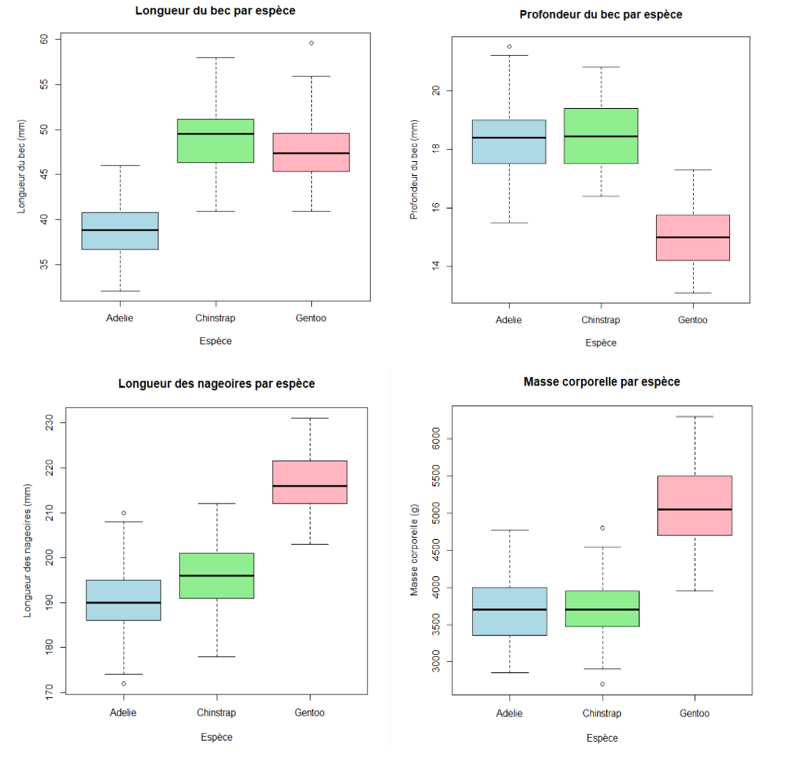 Longueur du bec par espèce
Longueur du bec (mm)
60
55
50
45
40
35
Adelie Chinstrap Gentoo
Espèce
Profondeur du bec par espèce
Profondeur du bec (mm)
20
18
16
14
Adelie Chinstrap Gentoo
Espèce
Longueur des nageoires par espèce
Longueur des nageoires (mm)
230
220
210
200
190
180
170
Adelie Chinstrap Gentoo
Espèce
Masse corporelle par espèce
Masse corporelle (g)
6000
5500
5000
4500
4000
3500
3000
Adelie Chinstrap Gentoo
Espèce